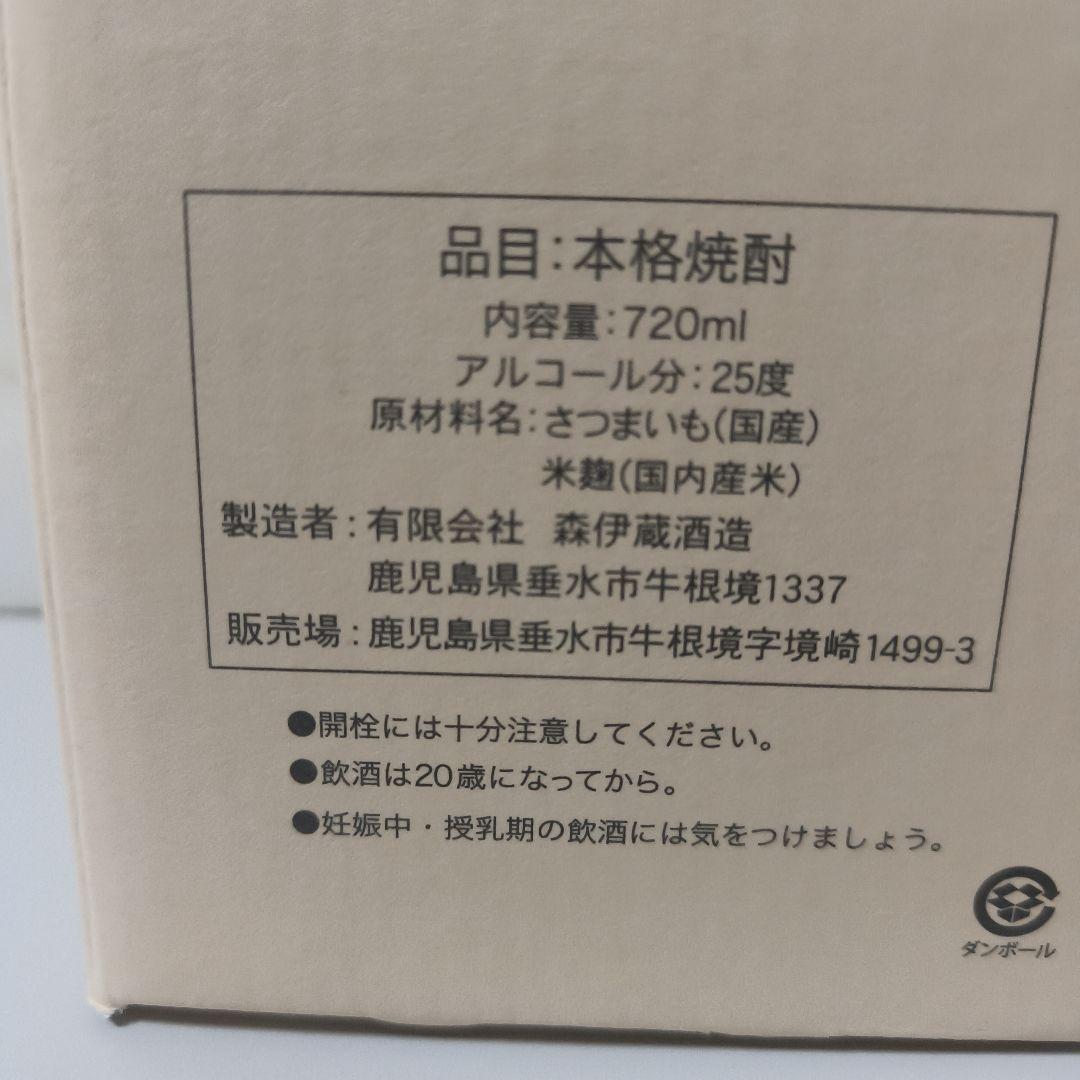 品目：本格焼酎
内容量：720ml
アルコール分：25度
原材料名：さつまいも（国産）
米麹（国内産米）
製造者：有限会社　森伊蔵酒造
鹿児島県垂水市牛根境1337
販売場：鹿児島県垂水市牛根境字境崎1499-3
●開栓には十分注意してください。
●飲酒は20歳になってから。
●妊娠中・授乳期の飲酒には気をつけましょう。
ダンボール